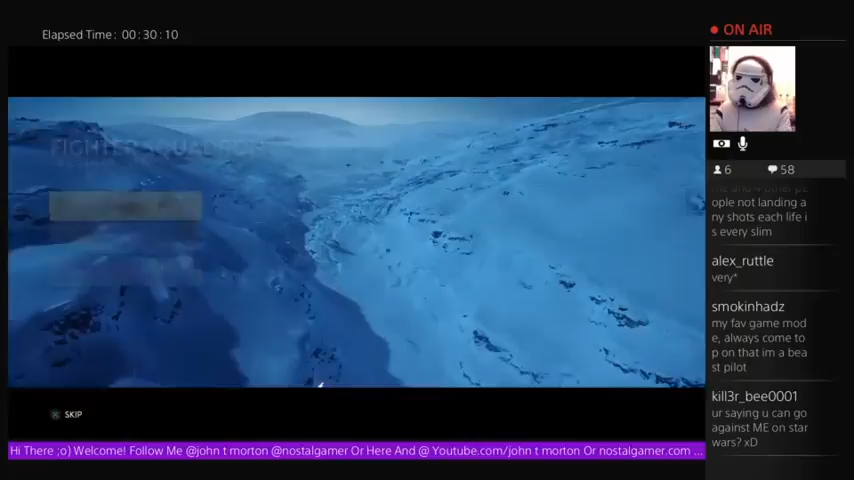 Elapsed Time: 00:30:10
ON AIR
6
58
ople not landing a
ny shots each life i
s every slim
alex_ruttle
very*
smokinhadz
my fav game mod
e, always come to
p on that im a bea
st pilot
kill3r_bee0001
ur saying u can go
against ME on star
wars? xD
FIGHTER SQUADRON
SKIP
Hi There ;o) Welcome! Follow Me @john t morton @nostalgamer Or Here And @ Youtube.com/john t morton Or nostalgamer.com ...